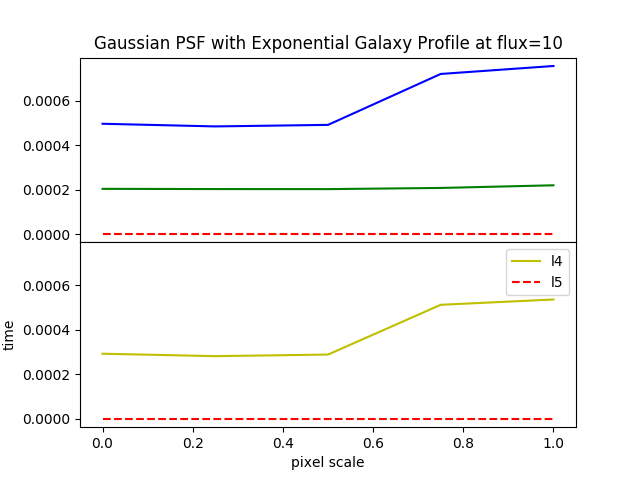 Gaussian PSF with Exponential Galaxy Profile at flux=10
0.0006
0.0004
0.0002
0.0000
l4
l5
0.0006
0.0004
0.0002
0.0000
time
0.0 0.2 0.4 0.6 0.8 1.0
pixel scale